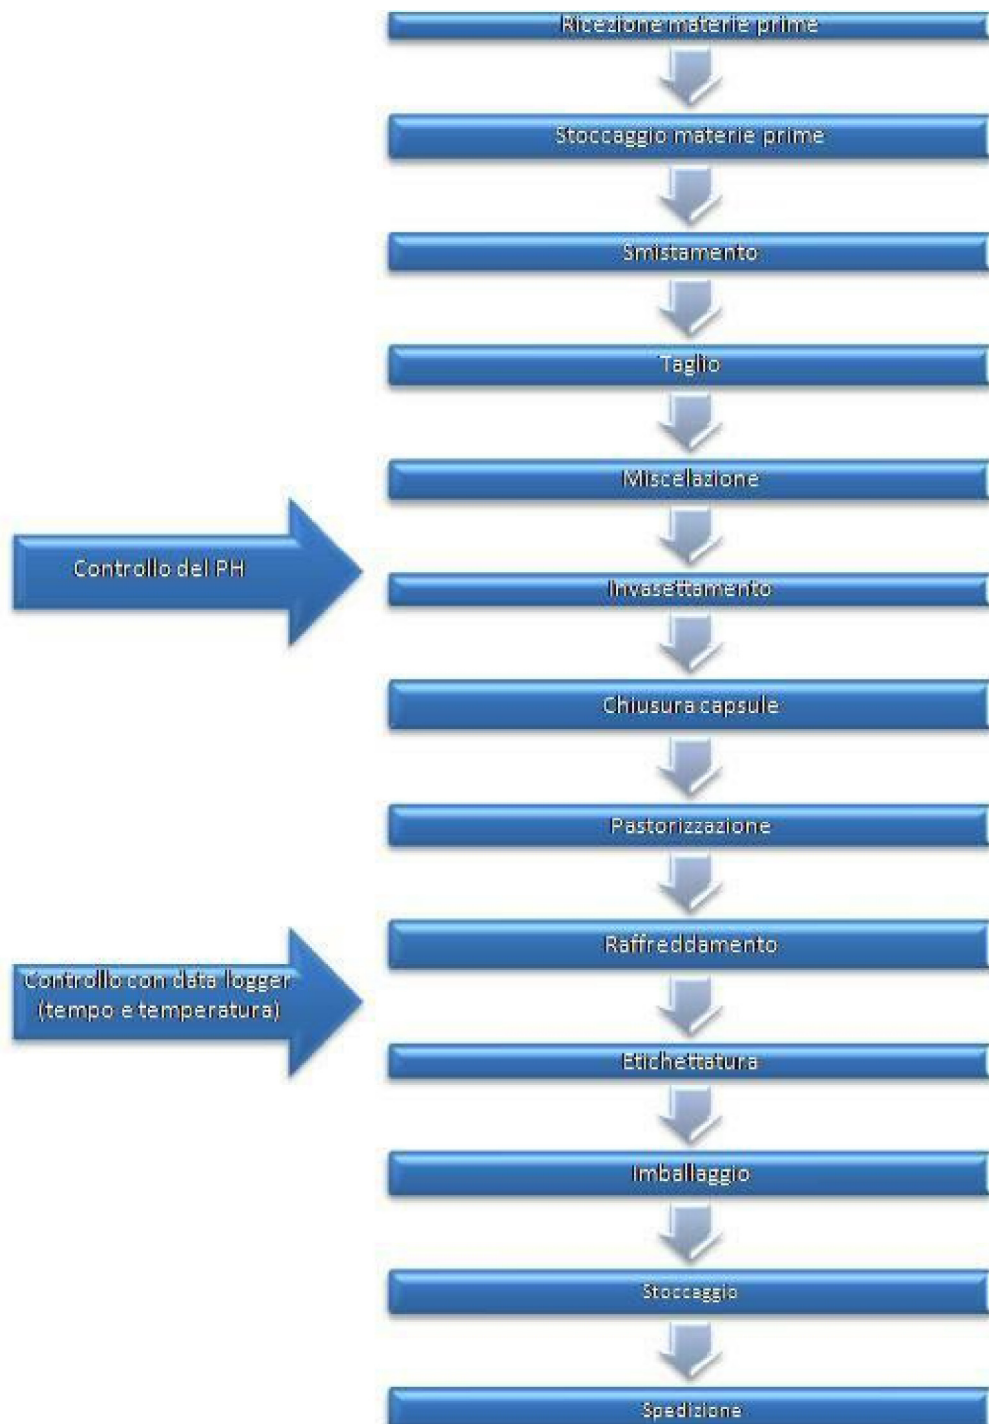 Ricezione materie prime
Stoccaggio materie prime
Smistamento
Taglio
Miscelazione
Controllo del PH
Invasettamento
Chiusura capsule
Pastorizzazione
Raffreddamento
Controllo con data logger
(tempo e temperatura)
Etichettatura
Imballaggio
Stoccaggio
Spedizione